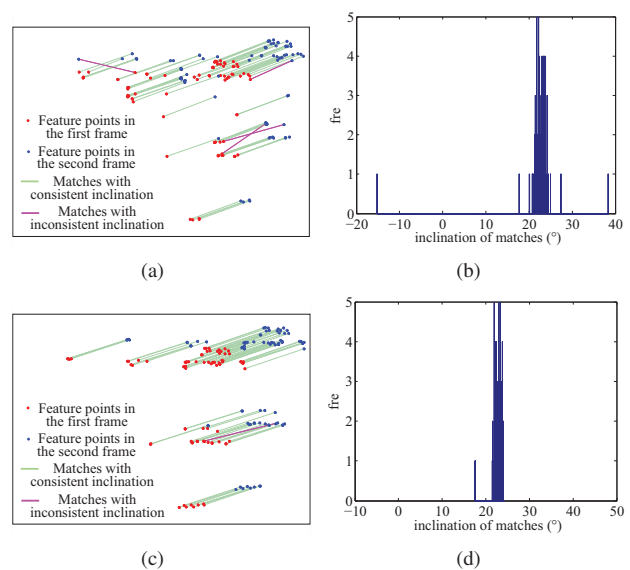 Feature points in
the first frame
Feature points in
the second frame
Matches with
consistent inclination
Matches with
inconsistent inclination
(a)
5
4
3
2
1
0
fre
−20 −10 0 10 20 30 40
inclination of matches (°)
(b)
Feature points in
the first frame
Feature points in
the second frame
Matches with
consistent inclination
Matches with
inconsistent inclination
(c)
5
4
3
2
1
0
fre
−10 0 10 20 30 40 50
inclination of matches (°)
(d)